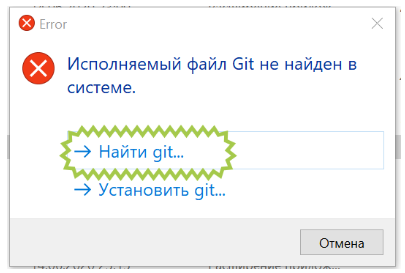 Error
Исполняемый файл Git не найден в
системе.
→ Найти git...
→ Установить git...
Отмена